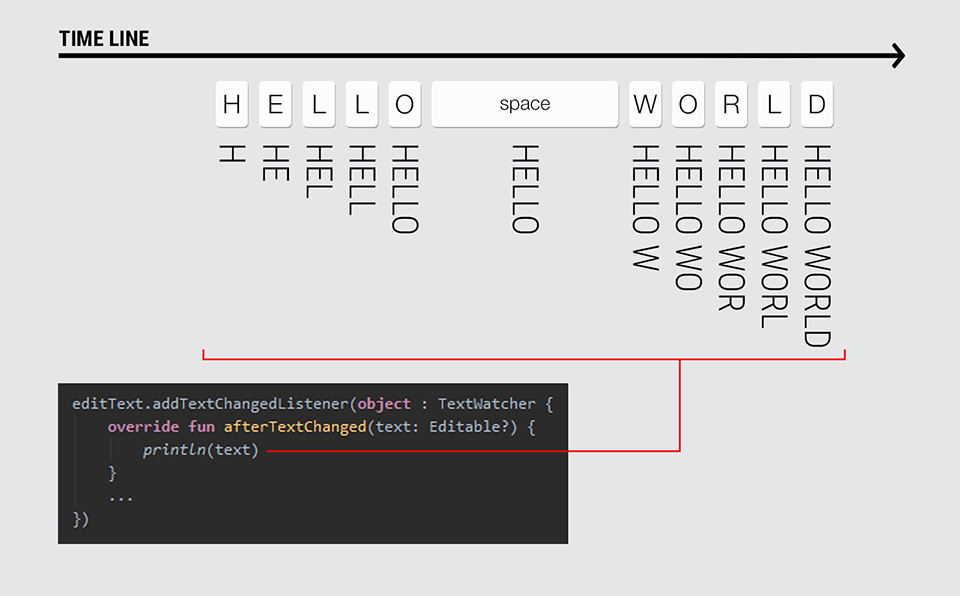 TIME LINE
H E L L O space W O R L D
H
HE
HEL
HELL
HELLO
HELLO
HELLO W
HELLO WO
HELLO WOR
HELLO WORL
HELLO WORLD
editText.addTextChangedListener(object : TextWatcher {
override fun afterTextChanged(text: Editable?) {
println(text)
}
...
})